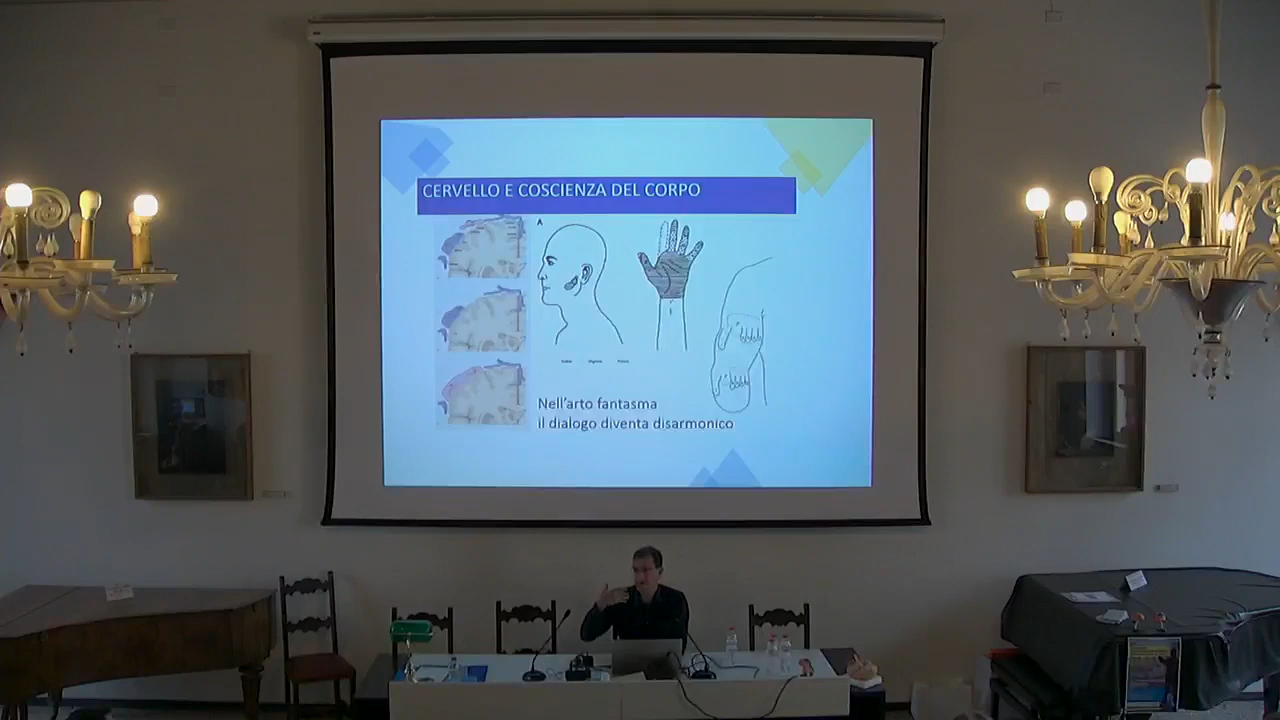 CERVELLO E COSCIENZA DEL CORPO
A
Nell'arto fantasma
il dialogo diventa disarmonico